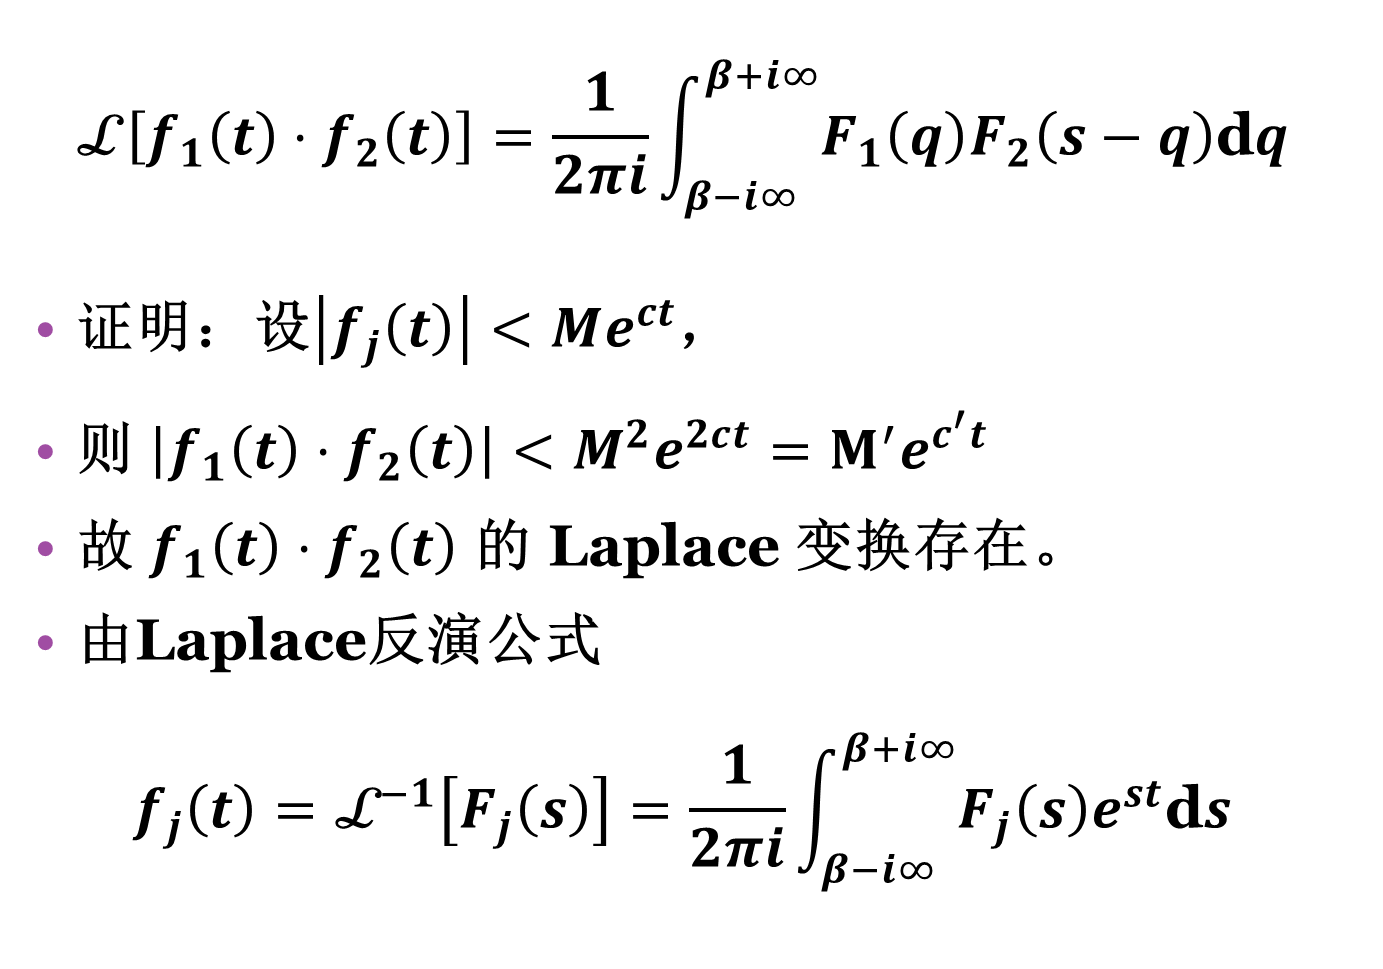 ℒ[f₁(t) · f₂(t)] = \frac{1}{2πi} ∫_{β−i∞}^{β+i∞} F₁(q)F₂(s − q)dq
• 证明：设|f_j(t)| < Me^{ct}，
• 则 |f₁(t) · f₂(t)| < M²e^{2ct} = M′e^{c′t}
• 故 f₁(t) · f₂(t) 的 Laplace 变换存在。
• 由Laplace反演公式
f_j(t) = ℒ^{−1}[F_j(s)] = \frac{1}{2πi} ∫_{β−i∞}^{β+i∞} F_j(s)e^{st}ds